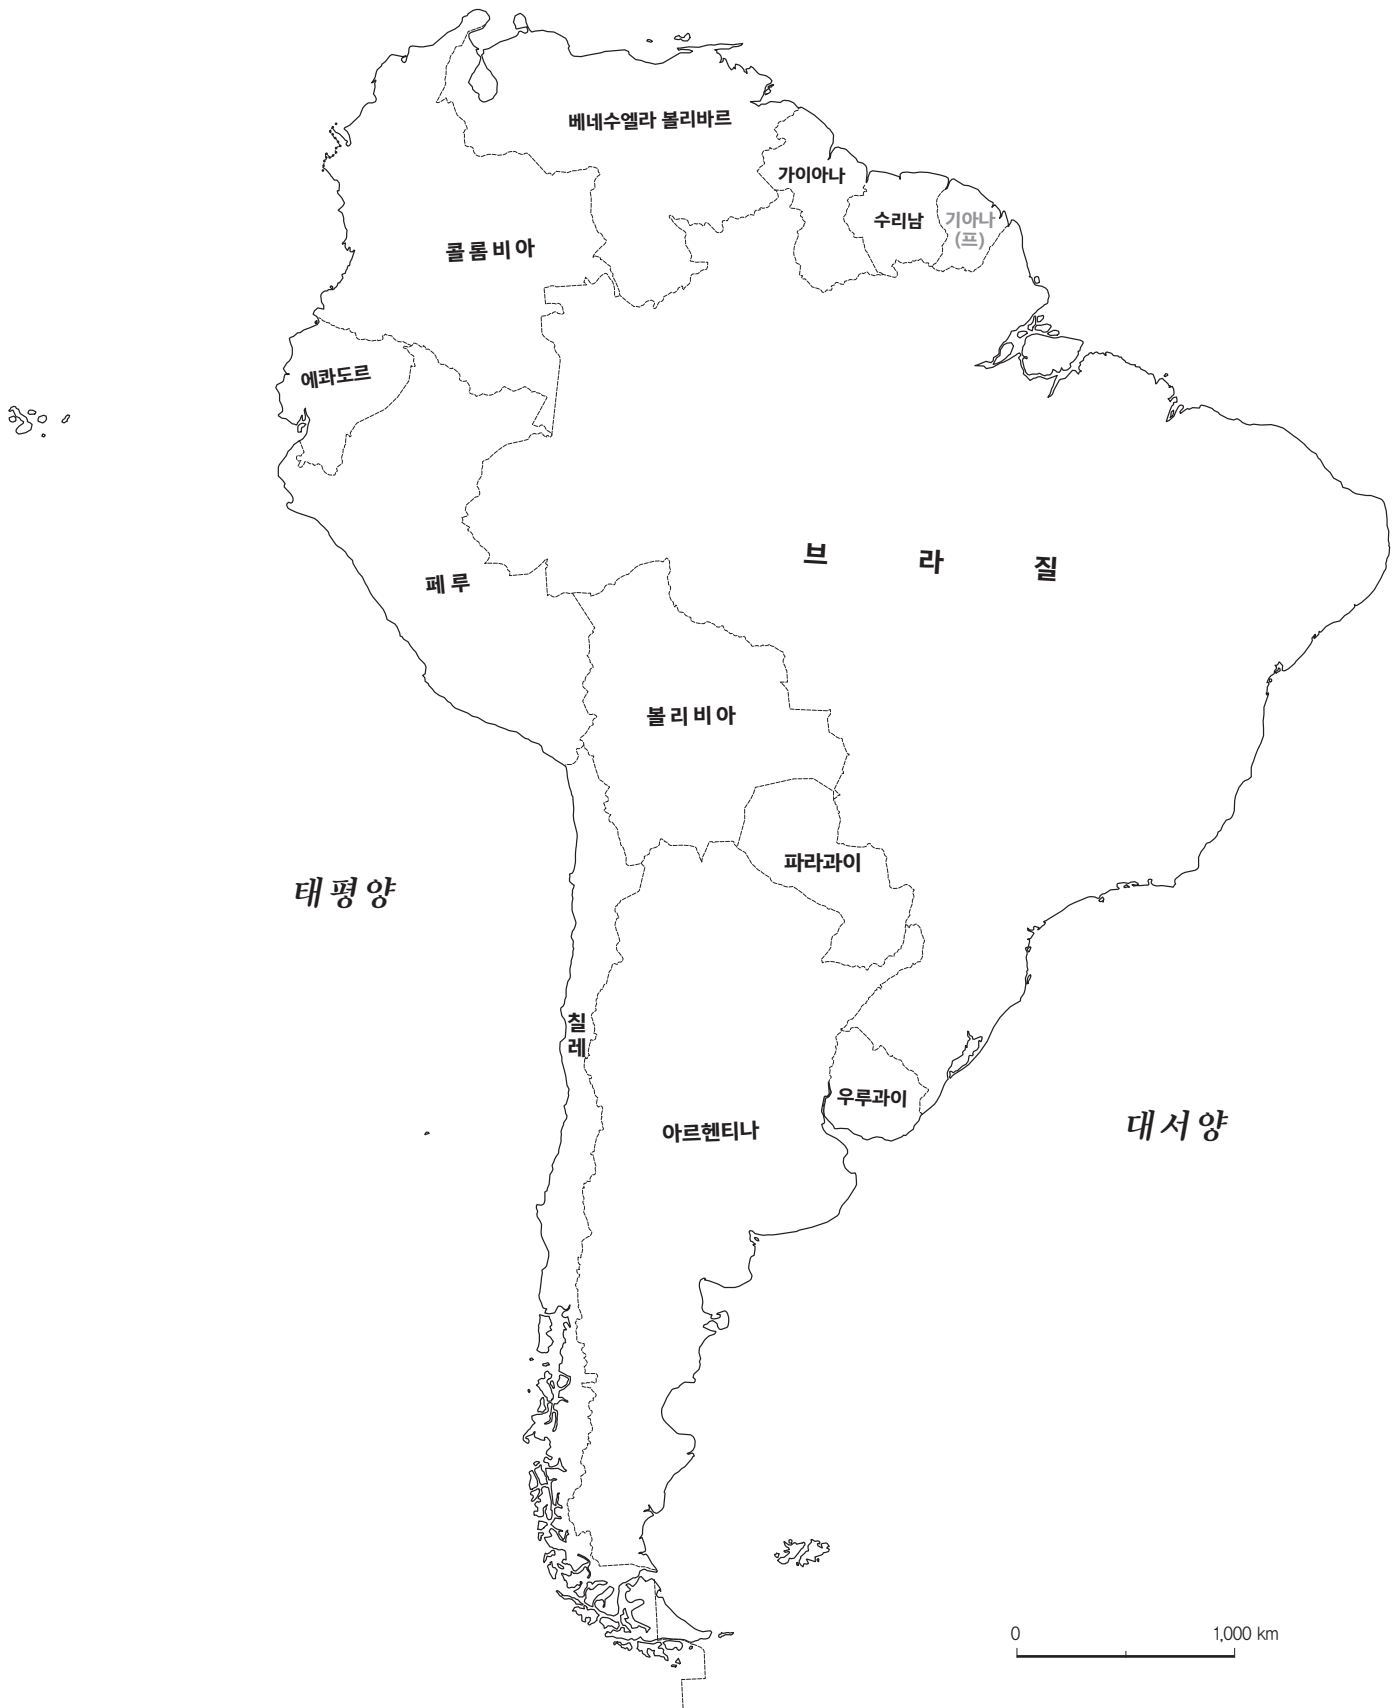 베네수엘라 볼리바르
가이아나
수리남
기아나
(프)
콜롬비아
에콰도르
브 라 질
페루
볼리비아
파라과이
태평양
칠
레
우루과이
아르헨티나
대서양
0 1,000 km